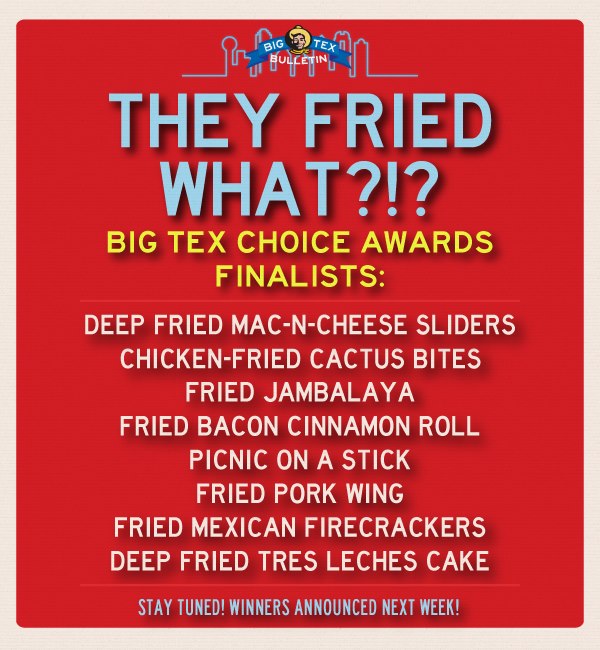 BIG TEX
BULLETIN
THEY FRIED
WHAT?!?
BIG TEX CHOICE AWARDS
FINALISTS:
DEEP FRIED MAC-N-CHEESE SLIDERS
CHICKEN-FRIED CACTUS BITES
FRIED JAMBALAYA
FRIED BACON CINNAMON ROLL
PICNIC ON A STICK
FRIED PORK WING
FRIED MEXICAN FIRECRACKERS
DEEP FRIED TRES LECHES CAKE
STAY TUNED! WINNERS ANNOUNCED NEXT WEEK!